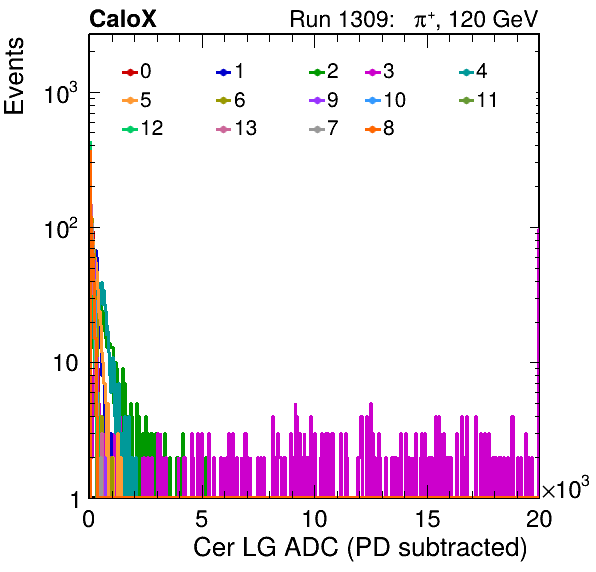 CaloX Run 1309: π⁺, 120 GeV
Events
0 1 2 3 4
5 6 9 10 11
12 13 7 8
10³
10²
10
1
0 5 10 15 20
×10³
Cer LG ADC (PD subtracted)